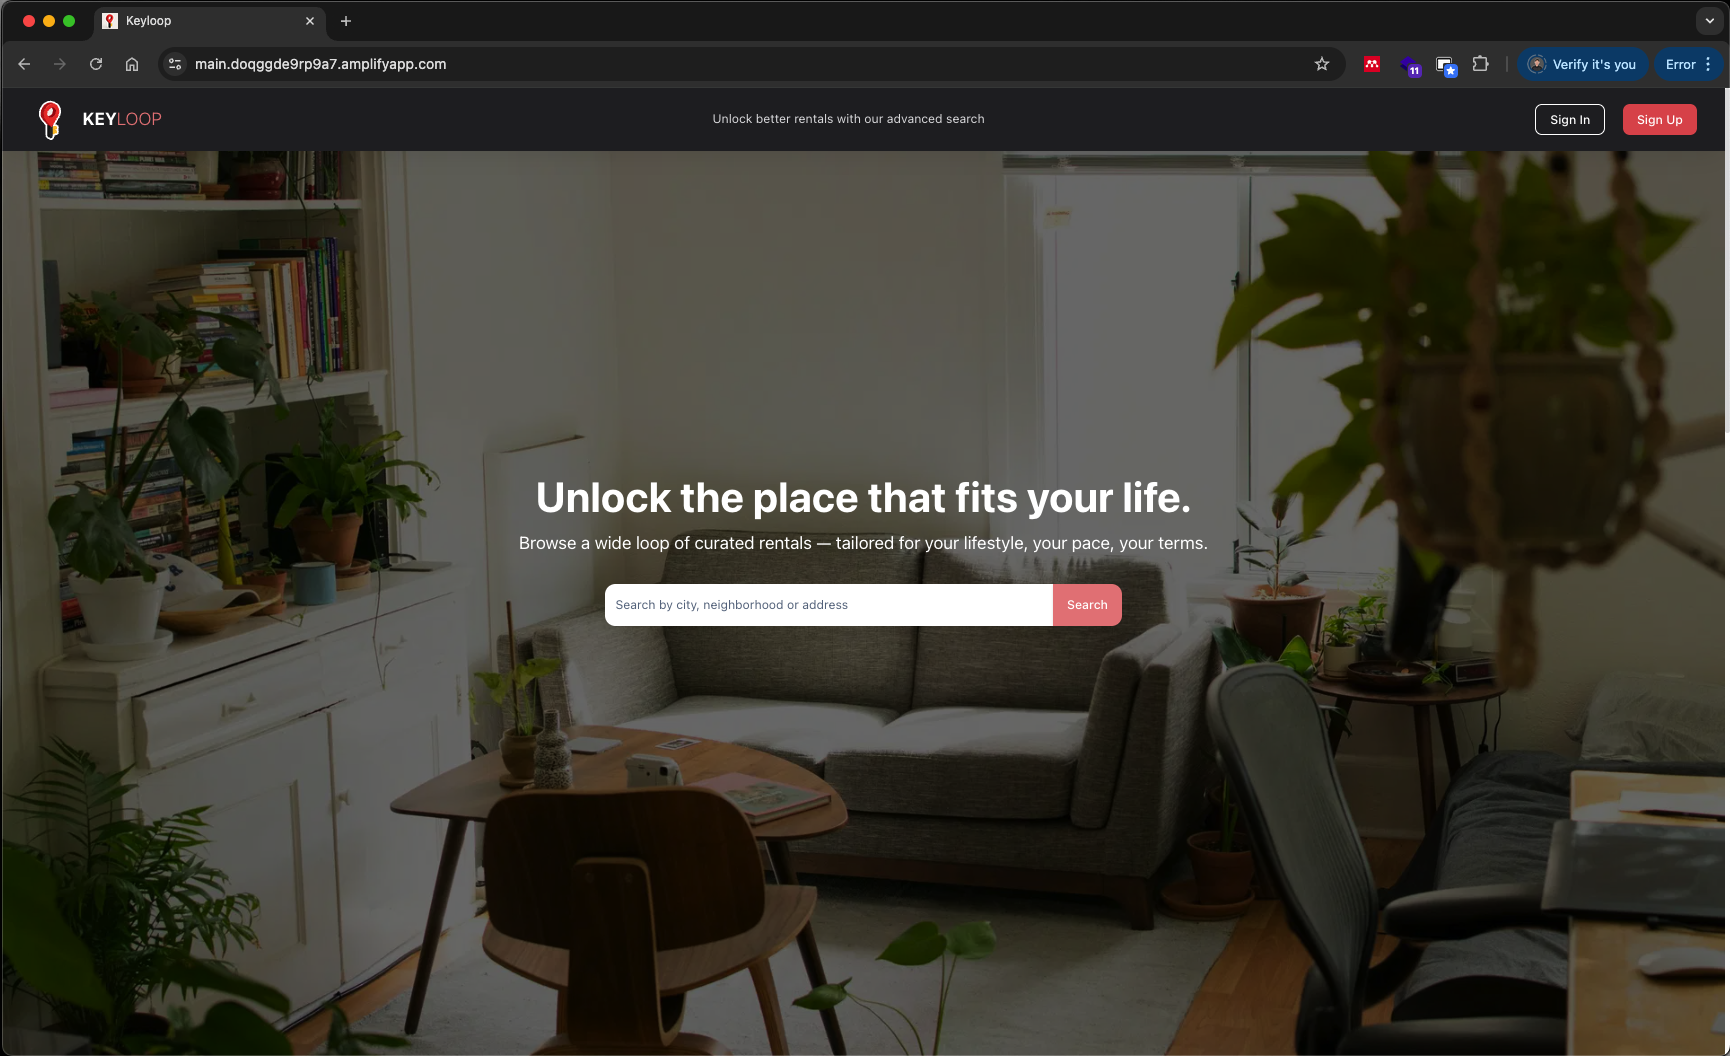 Keyloop
main.doqggde9rp9a7.amplifyapp.com
11
Verify it's you
Error
KEYLOOP
Unlock better rentals with our advanced search
Sign In
Sign Up
Unlock the place that fits your life.
Browse a wide loop of curated rentals — tailored for your lifestyle, your pace, your terms.
Search by city, neighborhood or address
Search